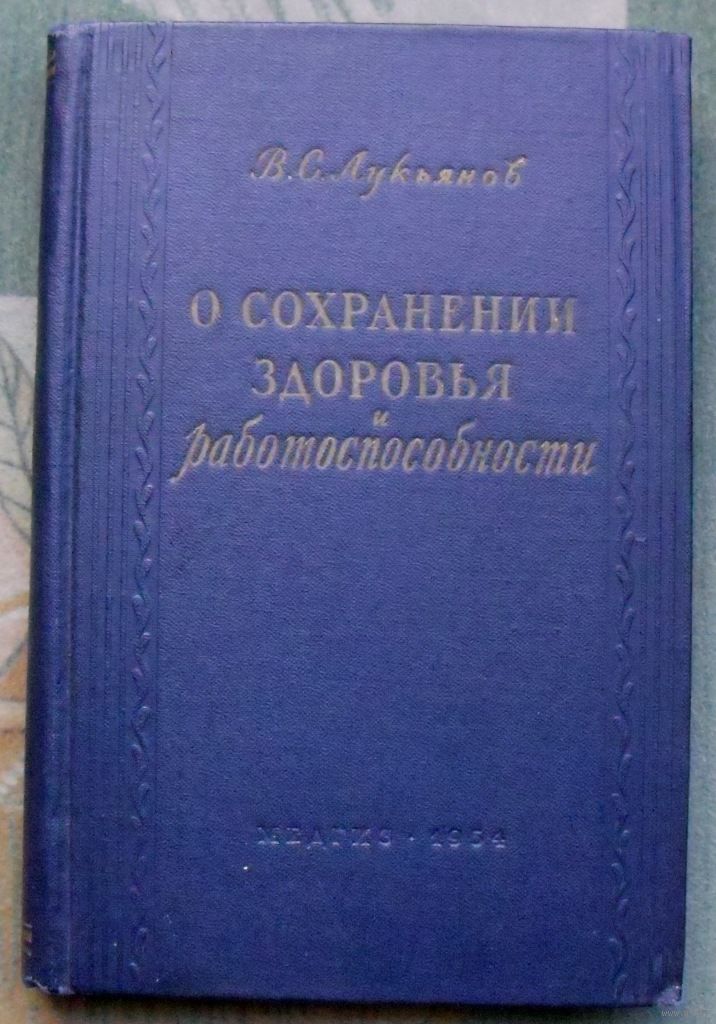 В. С. Лукьянов
О СОХРАНЕНИИ
ЗДОРОВЬЯ
и
работоспособности
МЕДГИЗ · 1954